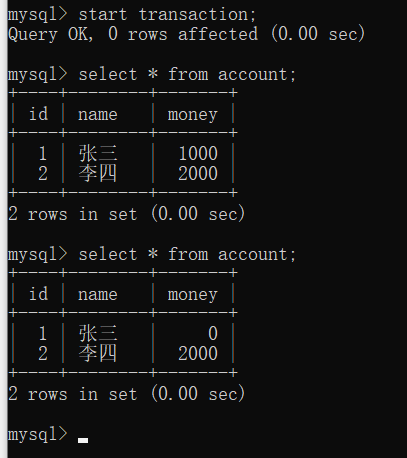 mysql> start transaction;
Query OK, 0 rows affected (0.00 sec)
mysql> select * from account;
+----+--------+-------+
| id | name   | money |
+----+--------+-------+
|  1 | 张三   |  1000 |
|  2 | 李四   |  2000 |
+----+--------+-------+
2 rows in set (0.00 sec)
mysql> select * from account;
+----+--------+-------+
| id | name   | money |
+----+--------+-------+
|  1 | 张三   |     0 |
|  2 | 李四   |  2000 |
+----+--------+-------+
2 rows in set (0.00 sec)
mysql>